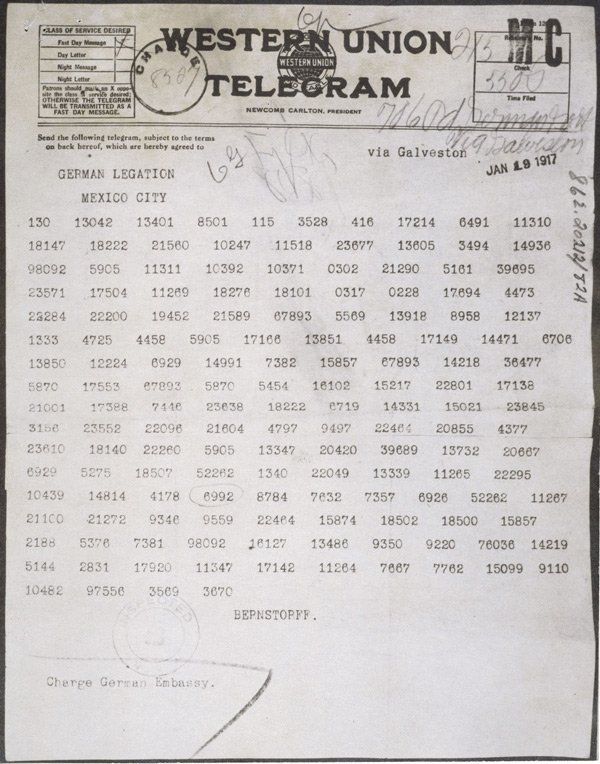 CLASS OF SERVICE DESIRED
Fast Day Message
Day Letter
Night Message
Night Letter
Patrons should mark an X oppo-
site the class of service desired;
OTHERWISE THE TELEGRAM
WILL BE TRANSMITTED AS A
FAST DAY MESSAGE.
CHARGE
WESTERN UNION
WESTERN UNION
TELEGRAM
NEWCOMB CARLTON, PRESIDENT
M C
Check
Time Filed
Send the following telegram, subject to the terms
on back hereof, which are hereby agreed to
via Galveston
JAN 19 1917
GERMAN LEGATION
MEXICO CITY
130 13042 13401 8501 115 3528 416 17214 6491 11310
18147 18222 21560 10247 11518 23677 13605 3494 14936
98092 5905 11311 10392 10371 0302 21290 5161 39695
23571 17504 11269 18276 18101 0317 0228 17694 4473
22284 22200 19452 21589 67893 5569 13918 8958 12137
1333 4725 4458 5905 17166 13851 4458 17149 14471 6706
13850 12224 6929 14991 7382 15857 67893 14218 36477
5870 17553 67893 5870 5454 16102 15217 22801 17138
21001 17388 7446 23638 18222 6719 14331 15021 23845
3156 23552 22096 21604 4797 9497 22464 20855 4377
23610 18140 22260 5905 13347 20420 39689 13732 20667
6929 5275 18507 52262 1340 22049 13339 11265 22295
10439 14814 4178 6992 8784 7632 7357 6926 52262 11267
21100 21272 9346 9559 22464 15874 18502 18500 15857
2188 5376 7381 98092 16127 13486 9350 9220 76036 14219
5144 2831 17920 11347 17142 11264 7667 7762 15099 9110
10482 97556 3569 3670
BERNSTORFF.
Charge German Embassy.